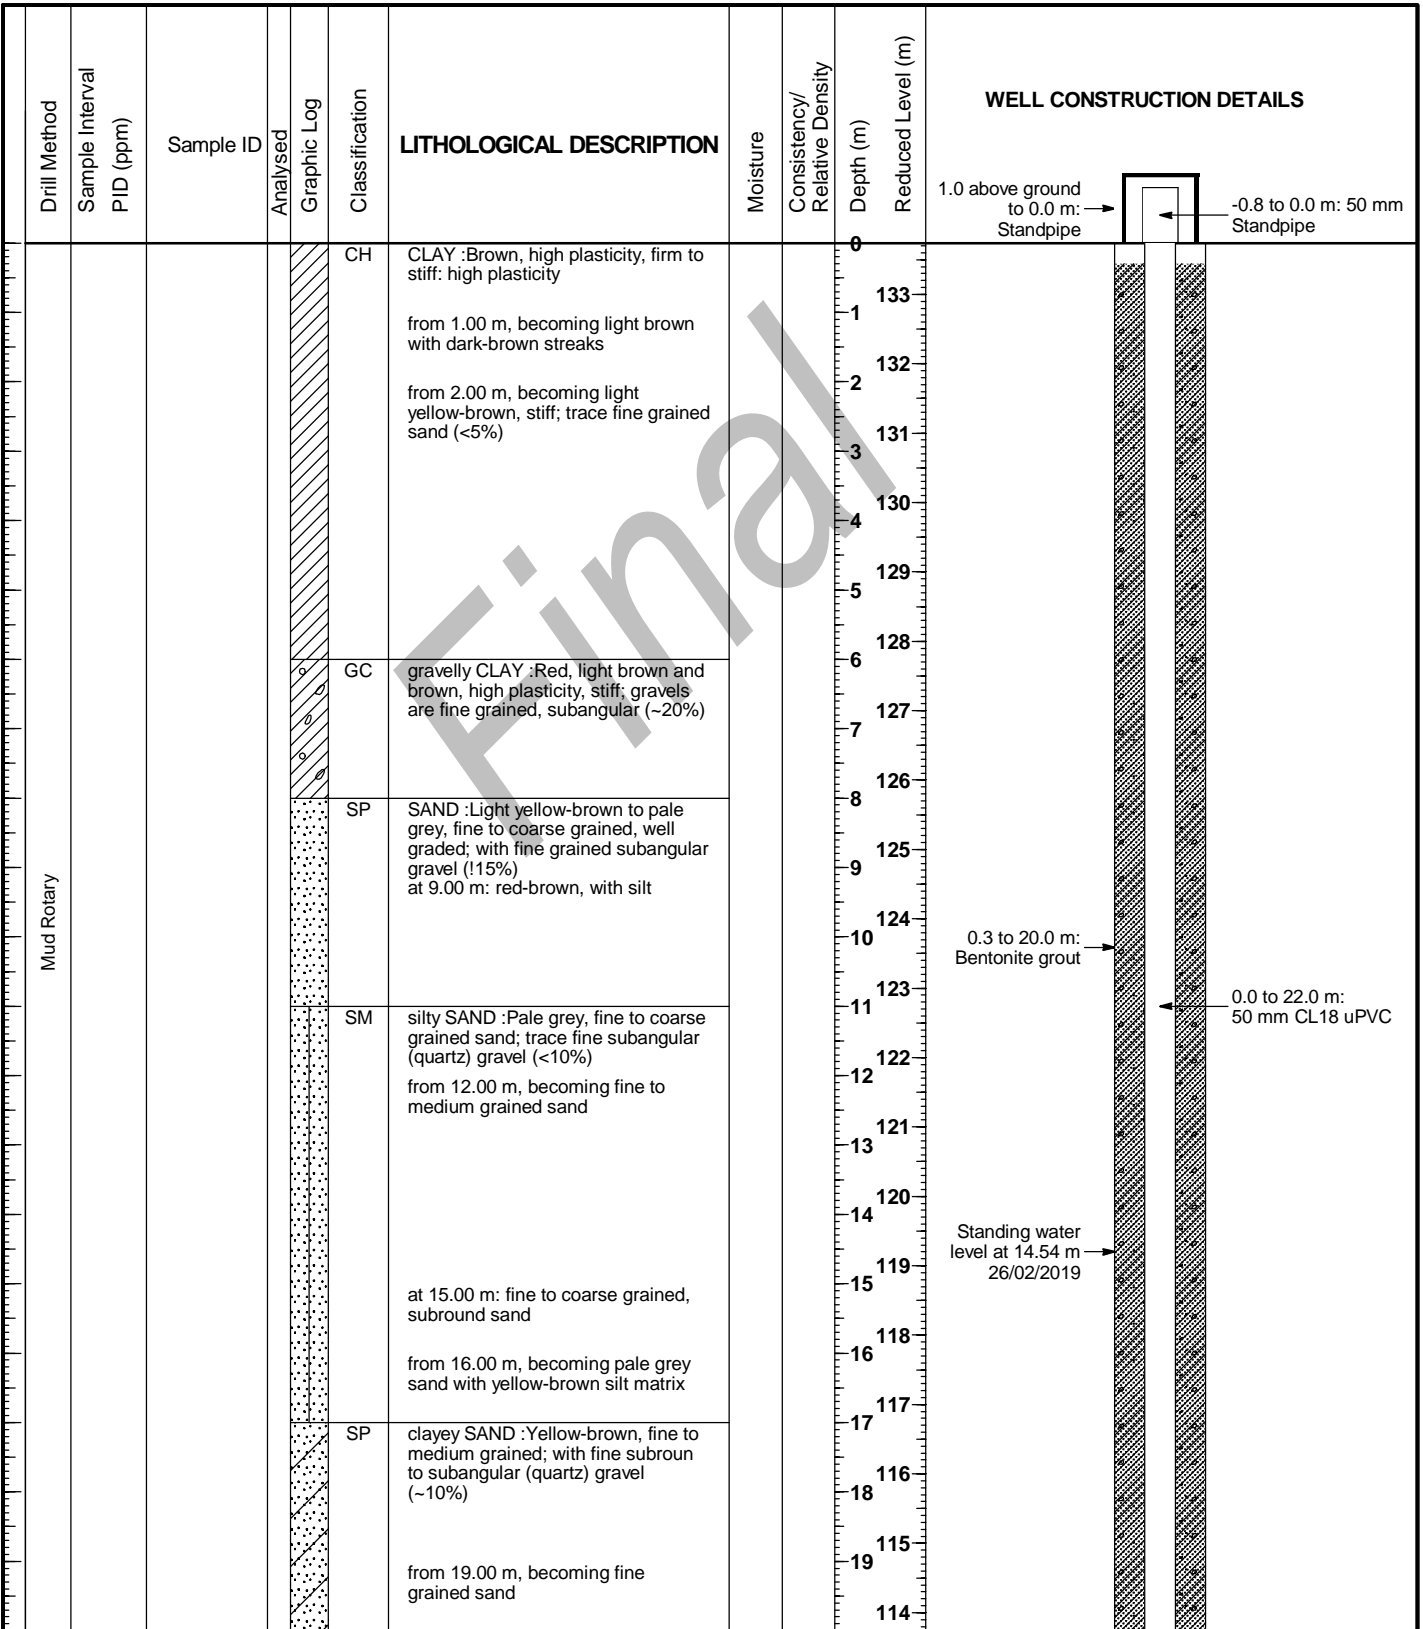 Drill Method
Sample Interval
PID (ppm)
Sample ID
Analysed
Graphic Log
Classification
LITHOLOGICAL DESCRIPTION
Moisture
Consistency/
Relative Density
Depth (m)
Reduced Level (m)
WELL CONSTRUCTION DETAILS
1.0 above ground
to 0.0 m:
Standpipe
-0.8 to 0.0 m: 50 mm
Standpipe
Mud Rotary
CH
CLAY :Brown, high plasticity, firm to
stiff: high plasticity
from 1.00 m, becoming light brown
with dark-brown streaks
from 2.00 m, becoming light
yellow-brown, stiff; trace fine grained
sand (<5%)
GC
gravelly CLAY :Red, light brown and
brown, high plasticity, stiff; gravels
are fine grained, subangular (~20%)
SP
SAND :Light yellow-brown to pale
grey, fine to coarse grained, well
graded; with fine grained subangular
gravel (!15%)
at 9.00 m: red-brown, with silt
SM
silty SAND :Pale grey, fine to coarse
grained sand; trace fine subangular
(quartz) gravel (<10%)
from 12.00 m, becoming fine to
medium grained sand
at 15.00 m: fine to coarse grained,
subround sand
from 16.00 m, becoming pale grey
sand with yellow-brown silt matrix
SP
clayey SAND :Yellow-brown, fine to
medium grained; with fine subroun
to subangular (quartz) gravel
(~10%)
from 19.00 m, becoming fine
grained sand
Final
0
1
2
3
4
5
6
7
8
9
10
11
12
13
14
15
16
17
18
19
133
132
131
130
129
128
127
126
125
124
123
122
121
120
119
118
117
116
115
114
0.3 to 20.0 m:
Bentonite grout
0.0 to 22.0 m:
50 mm CL18 uPVC
Standing water
level at 14.54 m
26/02/2019